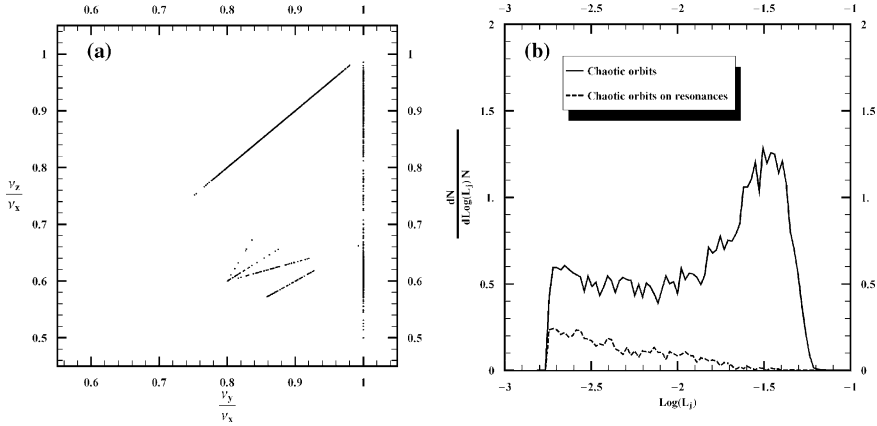 0.6 0.7 0.8 0.9 1
(a)
1 1
0.9 0.9
0.8 0.8
0.7 0.7
0.6 0.6
0.5 0.5
νz
νx
0.6 0.7 0.8 0.9 1
νy
νx
−3 −2.5 −2 −1.5 −1
(b)
2 2
Chaotic orbits
Chaotic orbits on resonances
1.5 1.5
1. 1.
0.5 0.5
0 0
dN
dLog(Lj) N
−3 −2.5 −2 −1.5 −1
Log(Lj)